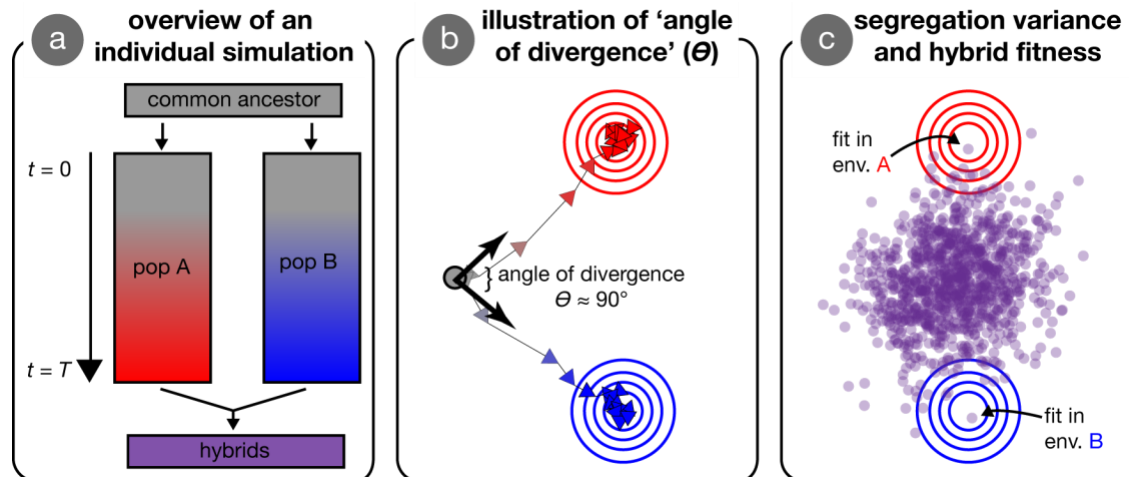 a
overview of an
individual simulation
common ancestor
t = 0
pop A
pop B
t = T
hybrids
b
illustration of ‘angle
of divergence’ (Θ)
} angle of divergence
Θ ≈ 90°
c
segregation variance
and hybrid fitness
fit in
env. A
fit in
env. B